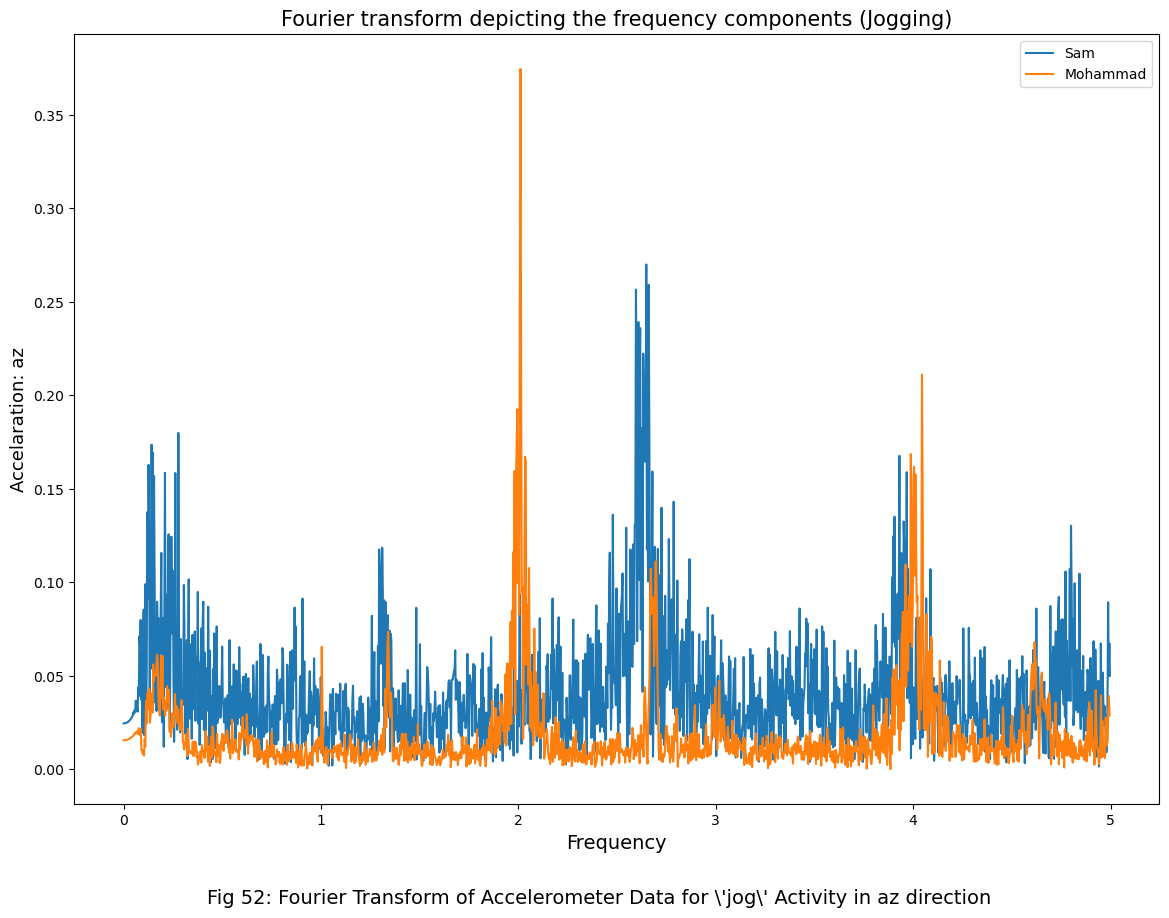 Fourier transform depicting the frequency components (Jogging)
Sam
Mohammad
Accelaration: az
0.35
0.30
0.25
0.20
0.15
0.10
0.05
0.00
0 1 2 3 4 5
Frequency
Fig 52: Fourier Transform of Accelerometer Data for \'jog\' Activity in az direction